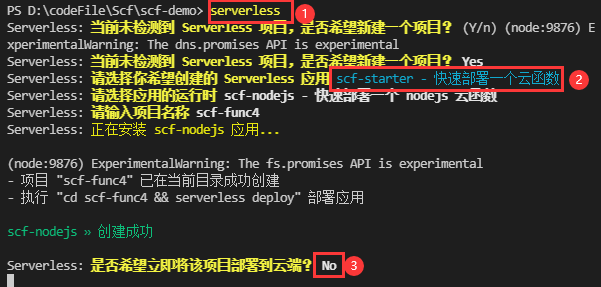 PS D:\codeFile\Scf\scf-demo> serverless 1
Serverless: 当前未检测到 Serverless 项目，是否希望新建一个项目？ (Y/n) (node:9876) E
xperimentalWarning: The dns.promises API is experimental
Serverless: 当前未检测到 Serverless 项目，是否希望新建一个项目？ Yes
Serverless: 请选择你希望创建的 Serverless 应用 scf-starter - 快速部署一个云函数 2
Serverless: 请选择应用的运行时 scf-nodejs - 快速部署一个 nodejs 云函数
Serverless: 请输入项目名称 scf-func4
Serverless: 正在安装 scf-nodejs 应用...
(node:9876) ExperimentalWarning: The fs.promises API is experimental
- 项目 "scf-func4" 已在当前目录成功创建
- 执行 "cd scf-func4 && serverless deploy" 部署应用
scf-nodejs » 创建成功
Serverless: 是否希望立即将该项目部署到云端？ No 3